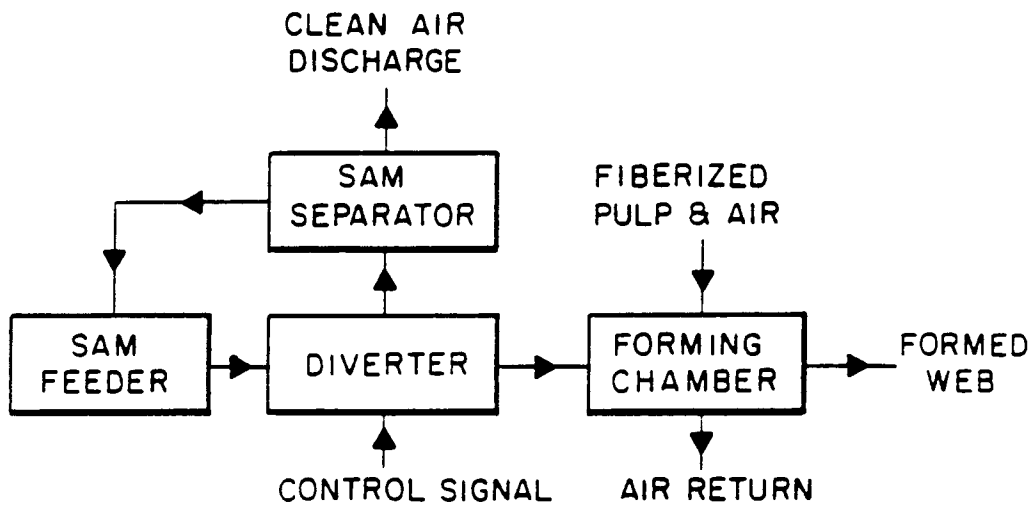 CLEAN AIR
DISCHARGE
SAM
SEPARATOR
FIBERIZED
PULP & AIR
SAM
FEEDER
DIVERTER
FORMING
CHAMBER
FORMED
WEB
CONTROL SIGNAL
AIR RETURN